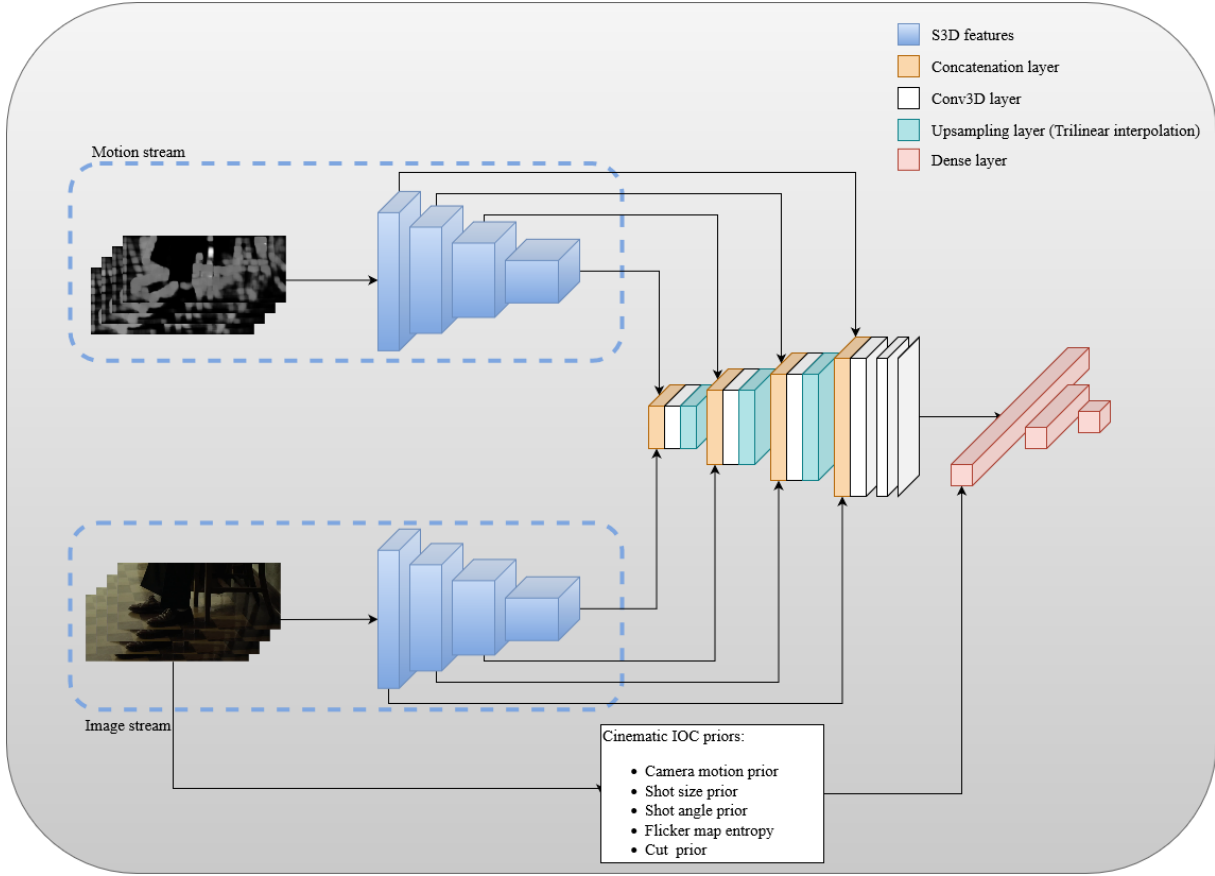 S3D features
Concatenation layer
Conv3D layer
Upsampling layer (Trilinear interpolation)
Dense layer
Motion stream
Image stream
Cinematic IOC priors:
• Camera motion prior
• Shot size prior
• Shot angle prior
• Flicker map entropy
• Cut prior